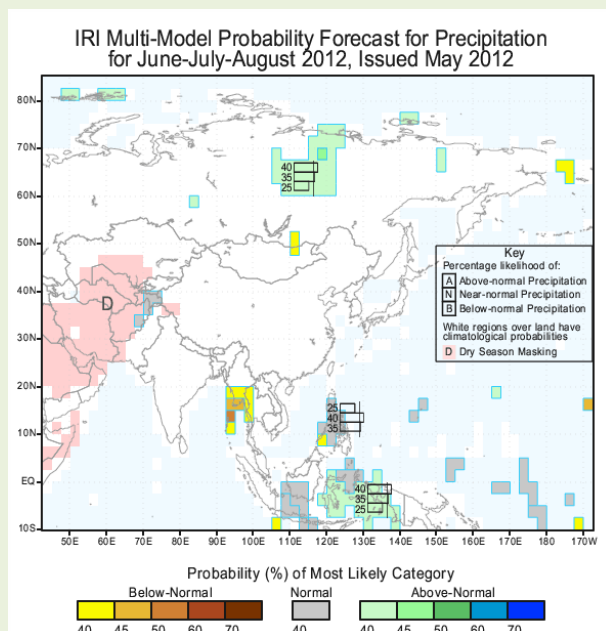 IRI Multi-Model Probability Forecast for Precipitation
for June-July-August 2012, Issued May 2012
80N
70N
40
35
25
60N
50N
Key
Percentage likelihood of:
A Above-normal Precipitation
N Near-normal Precipitation
B Below-normal Precipitation
White regions over land have
climatological probabilities
D Dry Season Masking
40N
D
30N
20N
25
40
35
10N
EQ
40
35
25
10S
50E 60E 70E 80E 90E 100E 110E 120E 130E 140E 150E 160E 170E 180 170W
Probability (%) of Most Likely Category
Below-Normal Normal Above-Normal
40 45 50 60 70 40 40 45 50 60 70